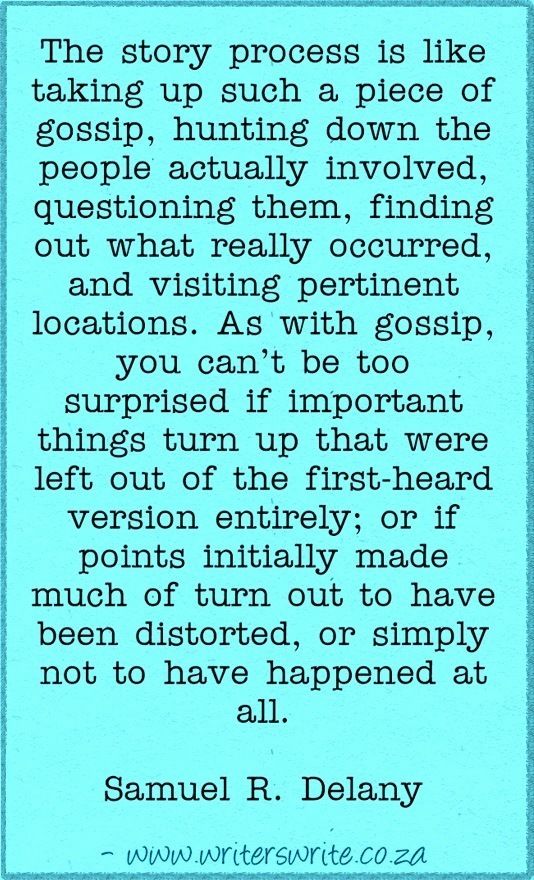 The story process is like
taking up such a piece of
gossip, hunting down the
people actually involved,
questioning them, finding
out what really occurred,
and visiting pertinent
locations. As with gossip,
you can’t be too
surprised if important
things turn up that were
left out of the first-heard
version entirely; or if
points initially made
much of turn out to have
been distorted, or simply
not to have happened at
all.
Samuel R. Delany
- www.writerswrite.co.za